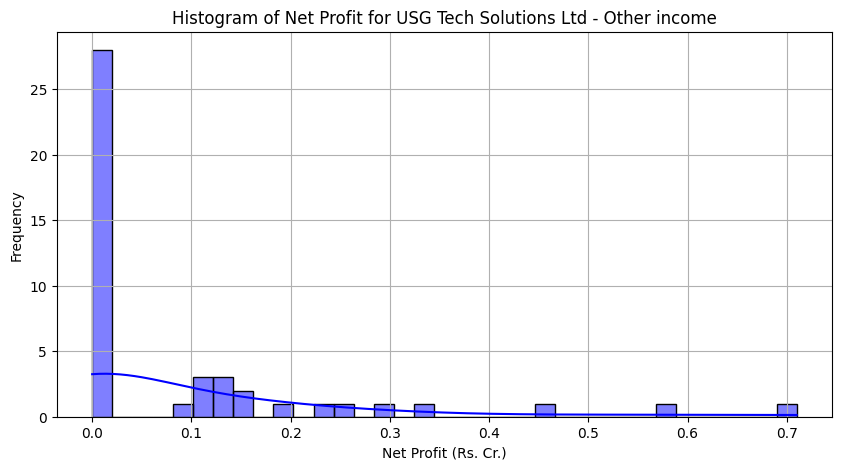 Histogram of Net Profit for USG Tech Solutions Ltd - Other income
Frequency
25
20
15
10
5
0
0.0 0.1 0.2 0.3 0.4 0.5 0.6 0.7
Net Profit (Rs. Cr.)